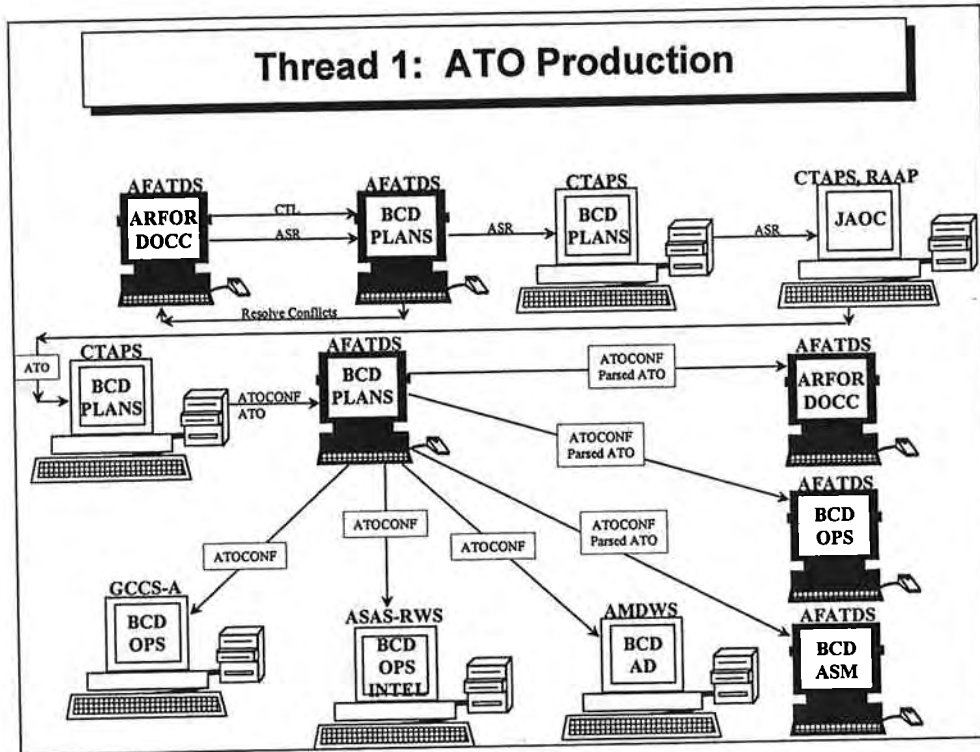 Thread 1: ATO Production
AFATDS
ARFOR
DOCC
CTL
ASR
AFATDS
BCD
PLANS
ASR
CTAPS
BCD
PLANS
ASR
CTAPS, RAAP
JAOC
Resolve Conflicts
ATO
CTAPS
BCD
PLANS
ATOCONF
ATO
AFATDS
BCD
PLANS
ATOCONF
Parsed ATO
AFATDS
ARFOR
DOCC
ATOCONF
Parsed ATO
AFATDS
BCD
OPS
ATOCONF
ATOCONF
ATOCONF
ATOCONF
Parsed ATO
GCCS-A
BCD
OPS
ASAS-RWS
BCD
OPS
INTEL
AMDWS
BCD
AD
AFATDS
BCD
ASM